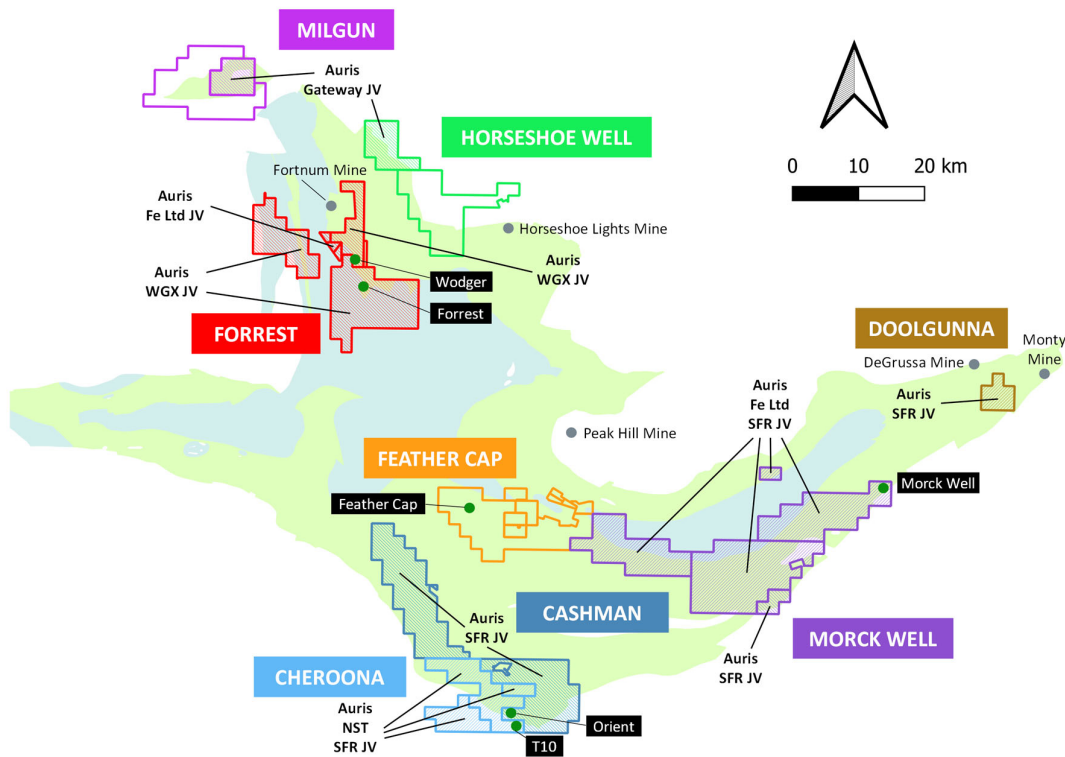 MILGUN
Auris
Gateway JV
HORSESHOE WELL
0 10 20 km
Fortnum Mine
Auris
Fe Ltd JV
Horseshoe Lights Mine
Auris
WGX JV
Auris
WGX JV
Wodger
Forrest
FORREST
DOOLGUNNA
Monty
Mine
DeGrussa Mine
Auris
SFR JV
Auris
Fe Ltd
SFR JV
Peak Hill Mine
FEATHER CAP
Feather Cap
Morck Well
CASHMAN
Auris
SFR JV
MORCK WELL
Auris
SFR JV
CHEROONA
Auris
NST
SFR JV
Orient
T10